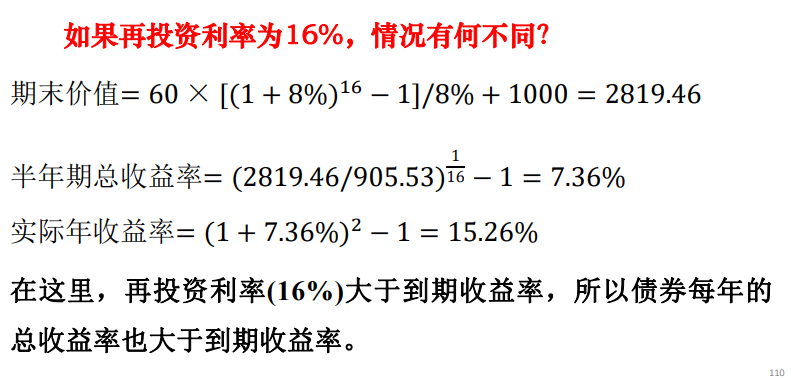 如果再投资利率为16%，情况有何不同？
期末价值= 60 × [(1 + 8%)¹⁶ − 1]/8% + 1000 = 2819.46
半年期总收益率= (2819.46/905.53)^(1/16) − 1 = 7.36%
实际年收益率= (1 + 7.36%)² − 1 = 15.26%
在这里，再投资利率(16%)大于到期收益率，所以债券每年的
总收益率也大于到期收益率。
110